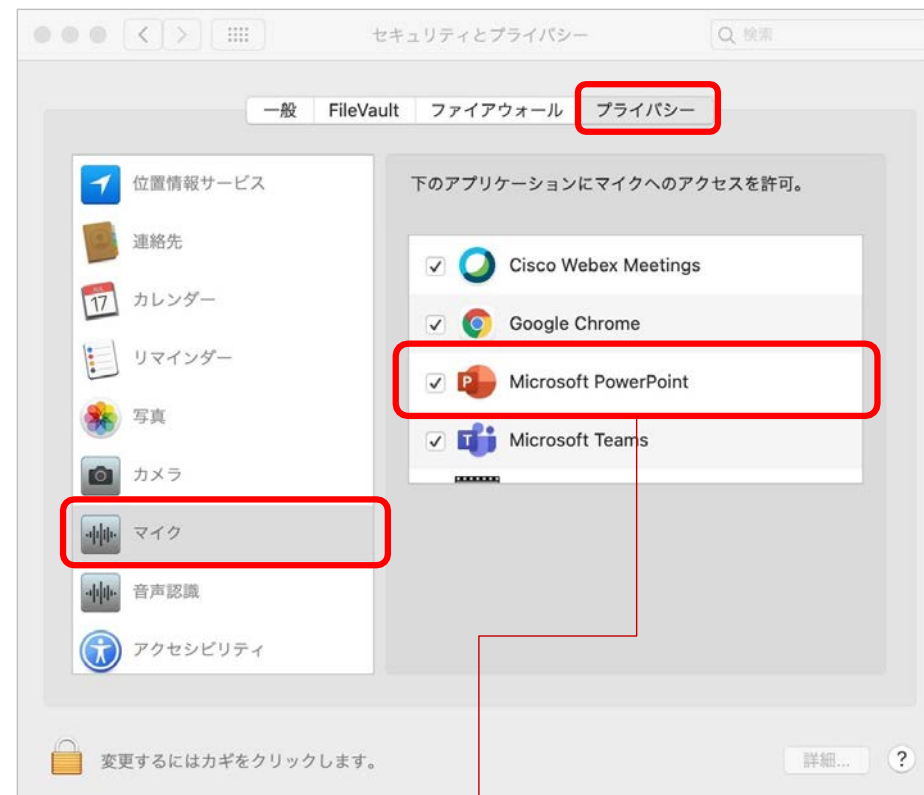 セキュリティとプライバシー
検索
一般 FileVault ファイアウォール プライバシー
位置情報サービス
連絡先
JUL
17
カレンダー
リマインダー
写真
カメラ
マイク
音声認識
アクセシビリティ
下のアプリケーションにマイクへのアクセスを許可。
Cisco Webex Meetings
Google Chrome
P
Microsoft PowerPoint
T
Microsoft Teams
変更するにはカギをクリックします。
詳細...
?